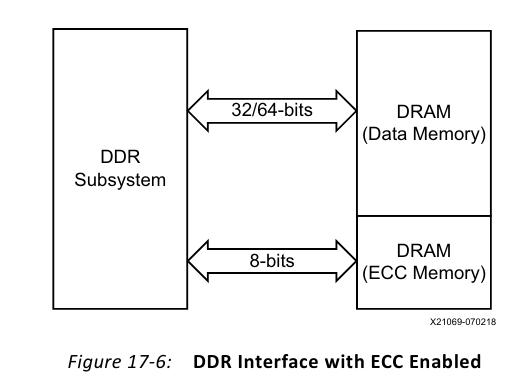 DDR
Subsystem
32/64-bits
DRAM
(Data Memory)
8-bits
DRAM
(ECC Memory)
X21069-070218
Figure 17-6: DDR Interface with ECC Enabled